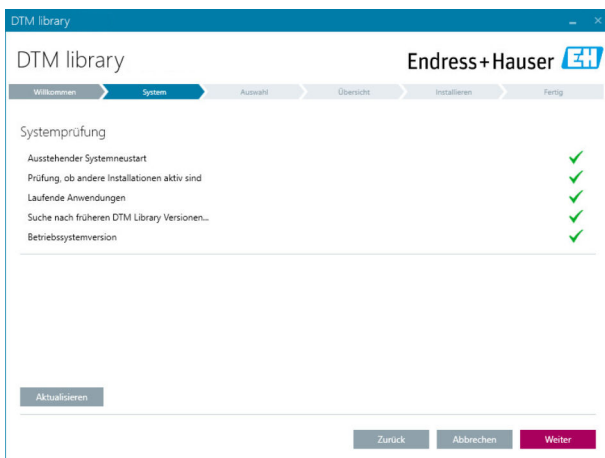 DTM library
DTM library
Endress+Hauser EH
Willkommen System Auswahl Übersicht Installieren Fertig
Systemprüfung
Ausstehender Systemneustart
Prüfung, ob andere Installationen aktiv sind
Laufende Anwendungen
Suche nach früheren DTM Library Versionen...
Betriebssystemversion
Aktualisieren
Zurück Abbrechen Weiter